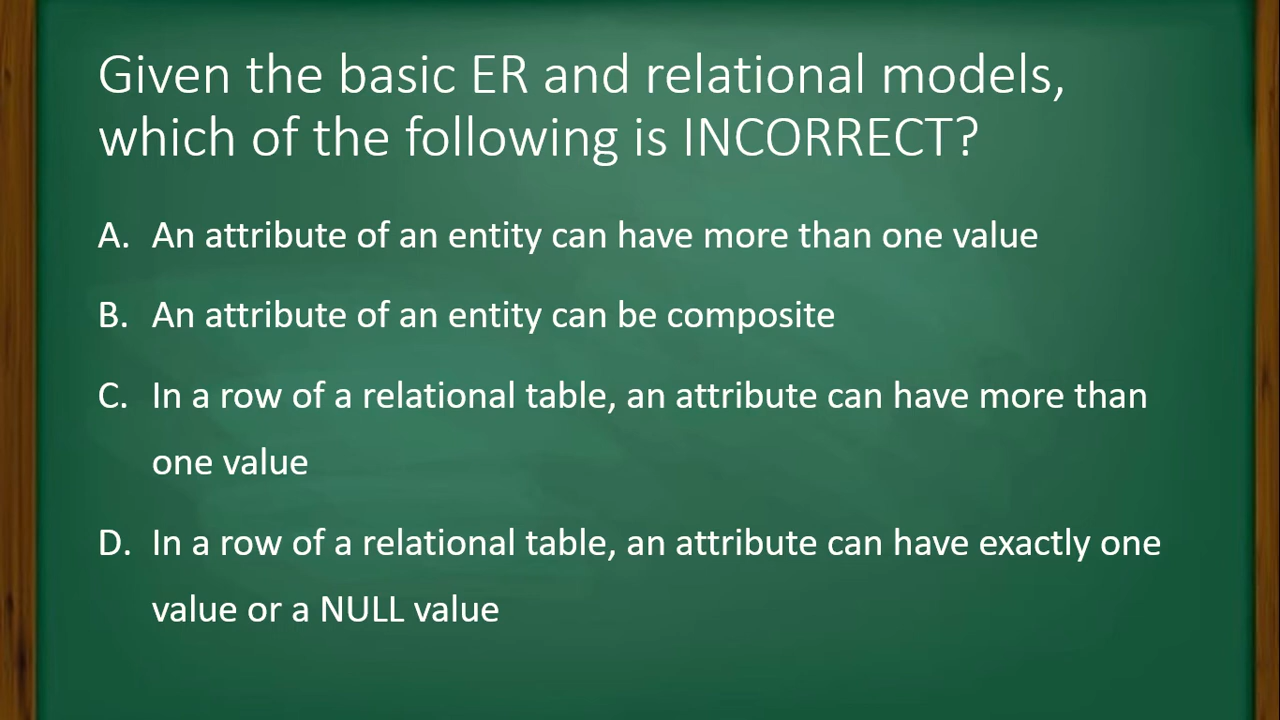 Given the basic ER and relational models,
which of the following is INCORRECT?
A. An attribute of an entity can have more than one value
B. An attribute of an entity can be composite
C. In a row of a relational table, an attribute can have more than
one value
D. In a row of a relational table, an attribute can have exactly one
value or a NULL value